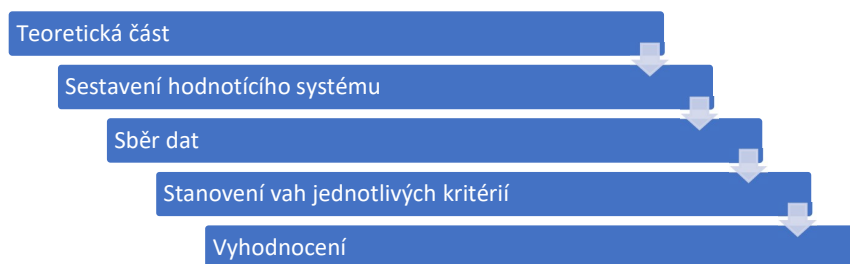 Teoretická část
Sestavení hodnotícího systému
Sběr dat
Stanovení vah jednotlivých kritérií
Vyhodnocení